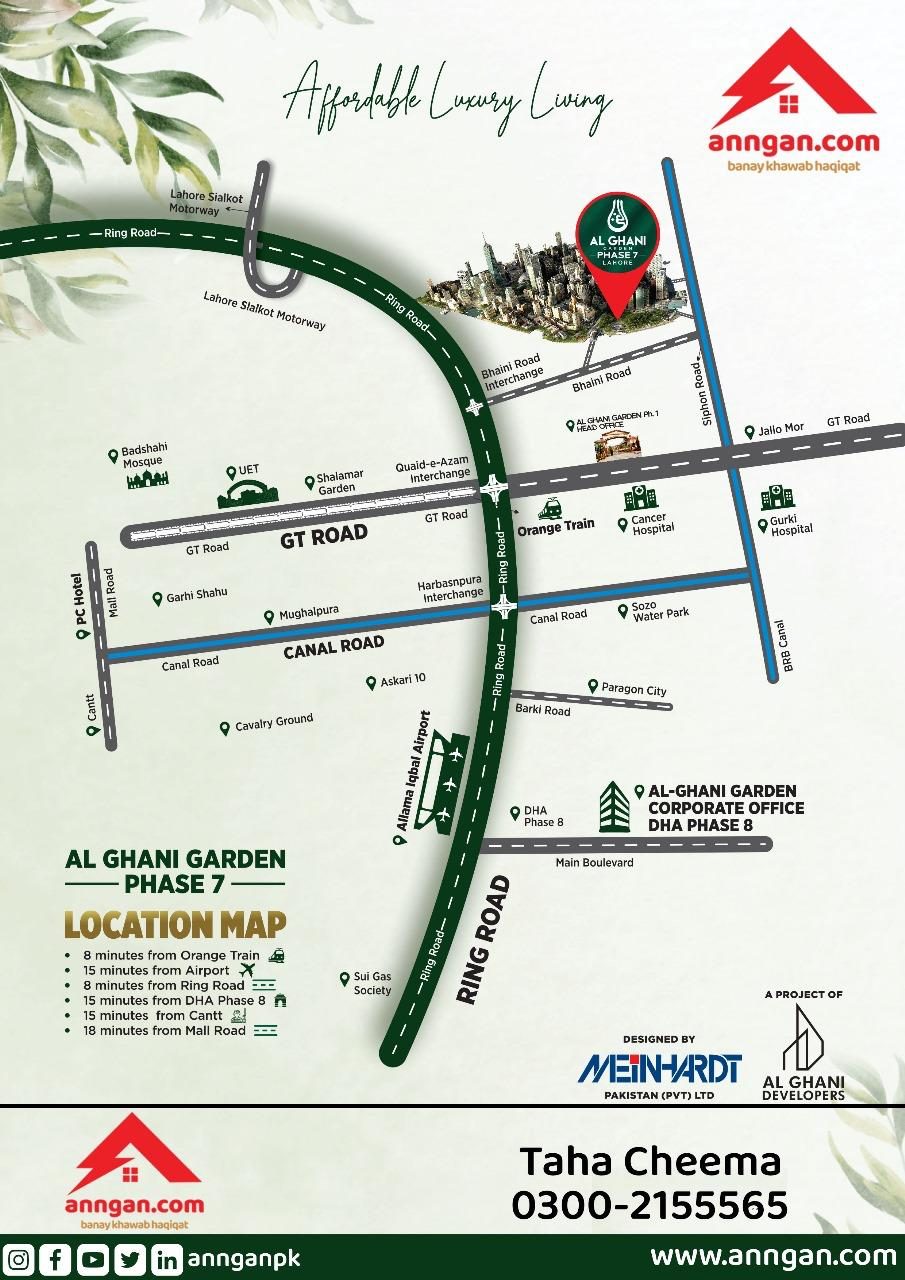 Affordable Luxury Living
anngan.com
banay khawab haqiqat
Lahore Sialkot
Motorway
Ring Road
Lahore Slalkot Motorway
Ring Road
AL GHANI
GARDEN
PHASE 7
LAHORE
Bhaini Road
Interchange
Bhaini Road
Siphon Road
AL GHANI GARDEN Ph. 1
HEAD OFFICE
Jallo Mor
GT Road
Badshahi
Mosque
UET
Shalamar
Garden
Quaid-e-Azam
Interchange
GT Road
GT ROAD
GT Road
Orange Train
Cancer
Hospital
Gurki
Hospital
Ring Road
PC Hotel
Mall Road
Garhi Shahu
Mughalpura
Harbasnpura
Interchange
Canal Road
Sozo
Water Park
Canal Road
CANAL ROAD
BRB Canal
Ring Road
Cantt
Askari 10
Cavalry Ground
Paragon City
Barki Road
Allama Iqbal Airport
DHA
Phase 8
AL-GHANI GARDEN
CORPORATE OFFICE
DHA PHASE 8
Main Boulevard
RING ROAD
Ring Road
Sui Gas
Society
AL GHANI GARDEN
PHASE 7
LOCATION MAP
• 8 minutes from Orange Train
• 15 minutes from Airport
• 8 minutes from Ring Road
• 15 minutes from DHA Phase 8
• 15 minutes from Cantt
• 18 minutes from Mall Road
DESIGNED BY
MEINHARDT
PAKISTAN (PVT) LTD
A PROJECT OF
AL GHANI
DEVELOPERS
anngan.com
banay khawab haqiqat
Taha Cheema
0300-2155565
annganpk
www.anngan.com